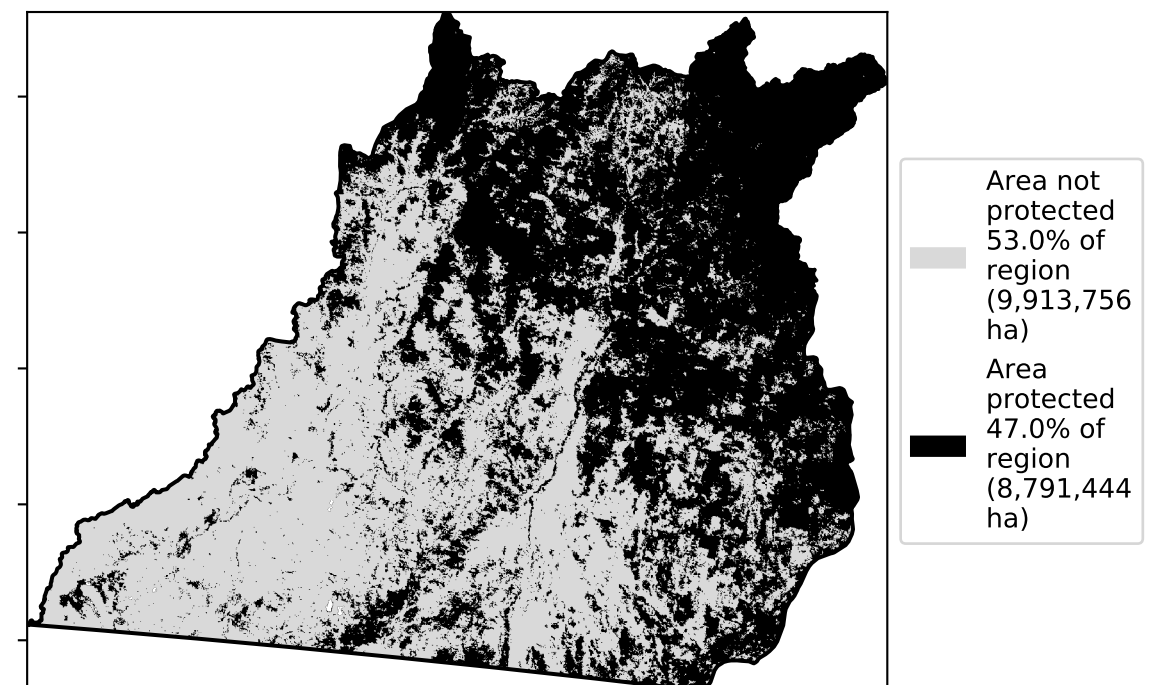 Area not
protected
53.0% of
region
(9,913,756
ha)
Area
protected
47.0% of
region
(8,791,444
ha)